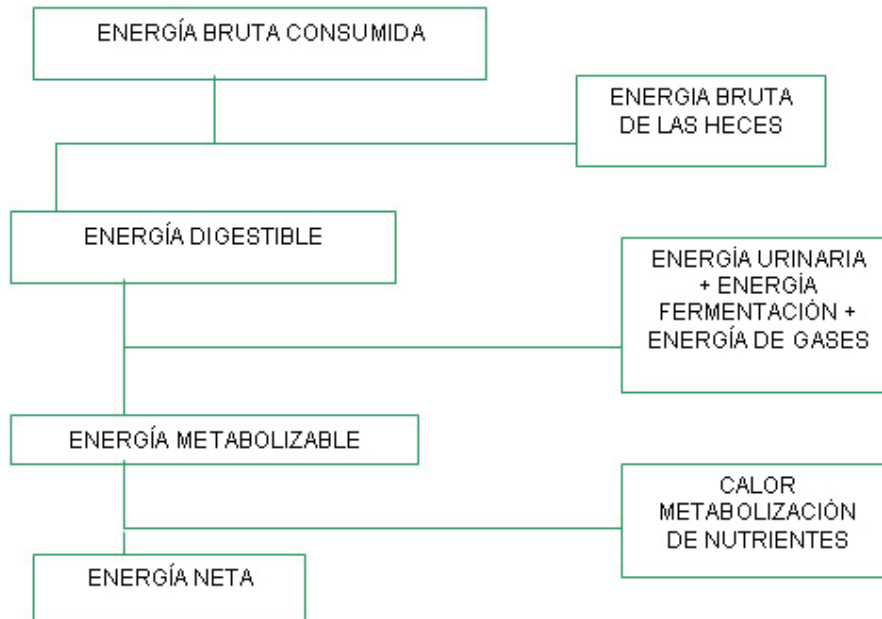 ENERGÍA BRUTA CONSUMIDA
ENERGIA BRUTA
DE LAS HECES
ENERGÍA DIGESTIBLE
ENERGÍA URINARIA
+ ENERGÍA
FERMENTACIÓN +
ENERGÍA DE GASES
ENERGÍA METABOLIZABLE
CALOR
METABOLIZACIÓN
DE NUTRIENTES
ENERGÍA NETA